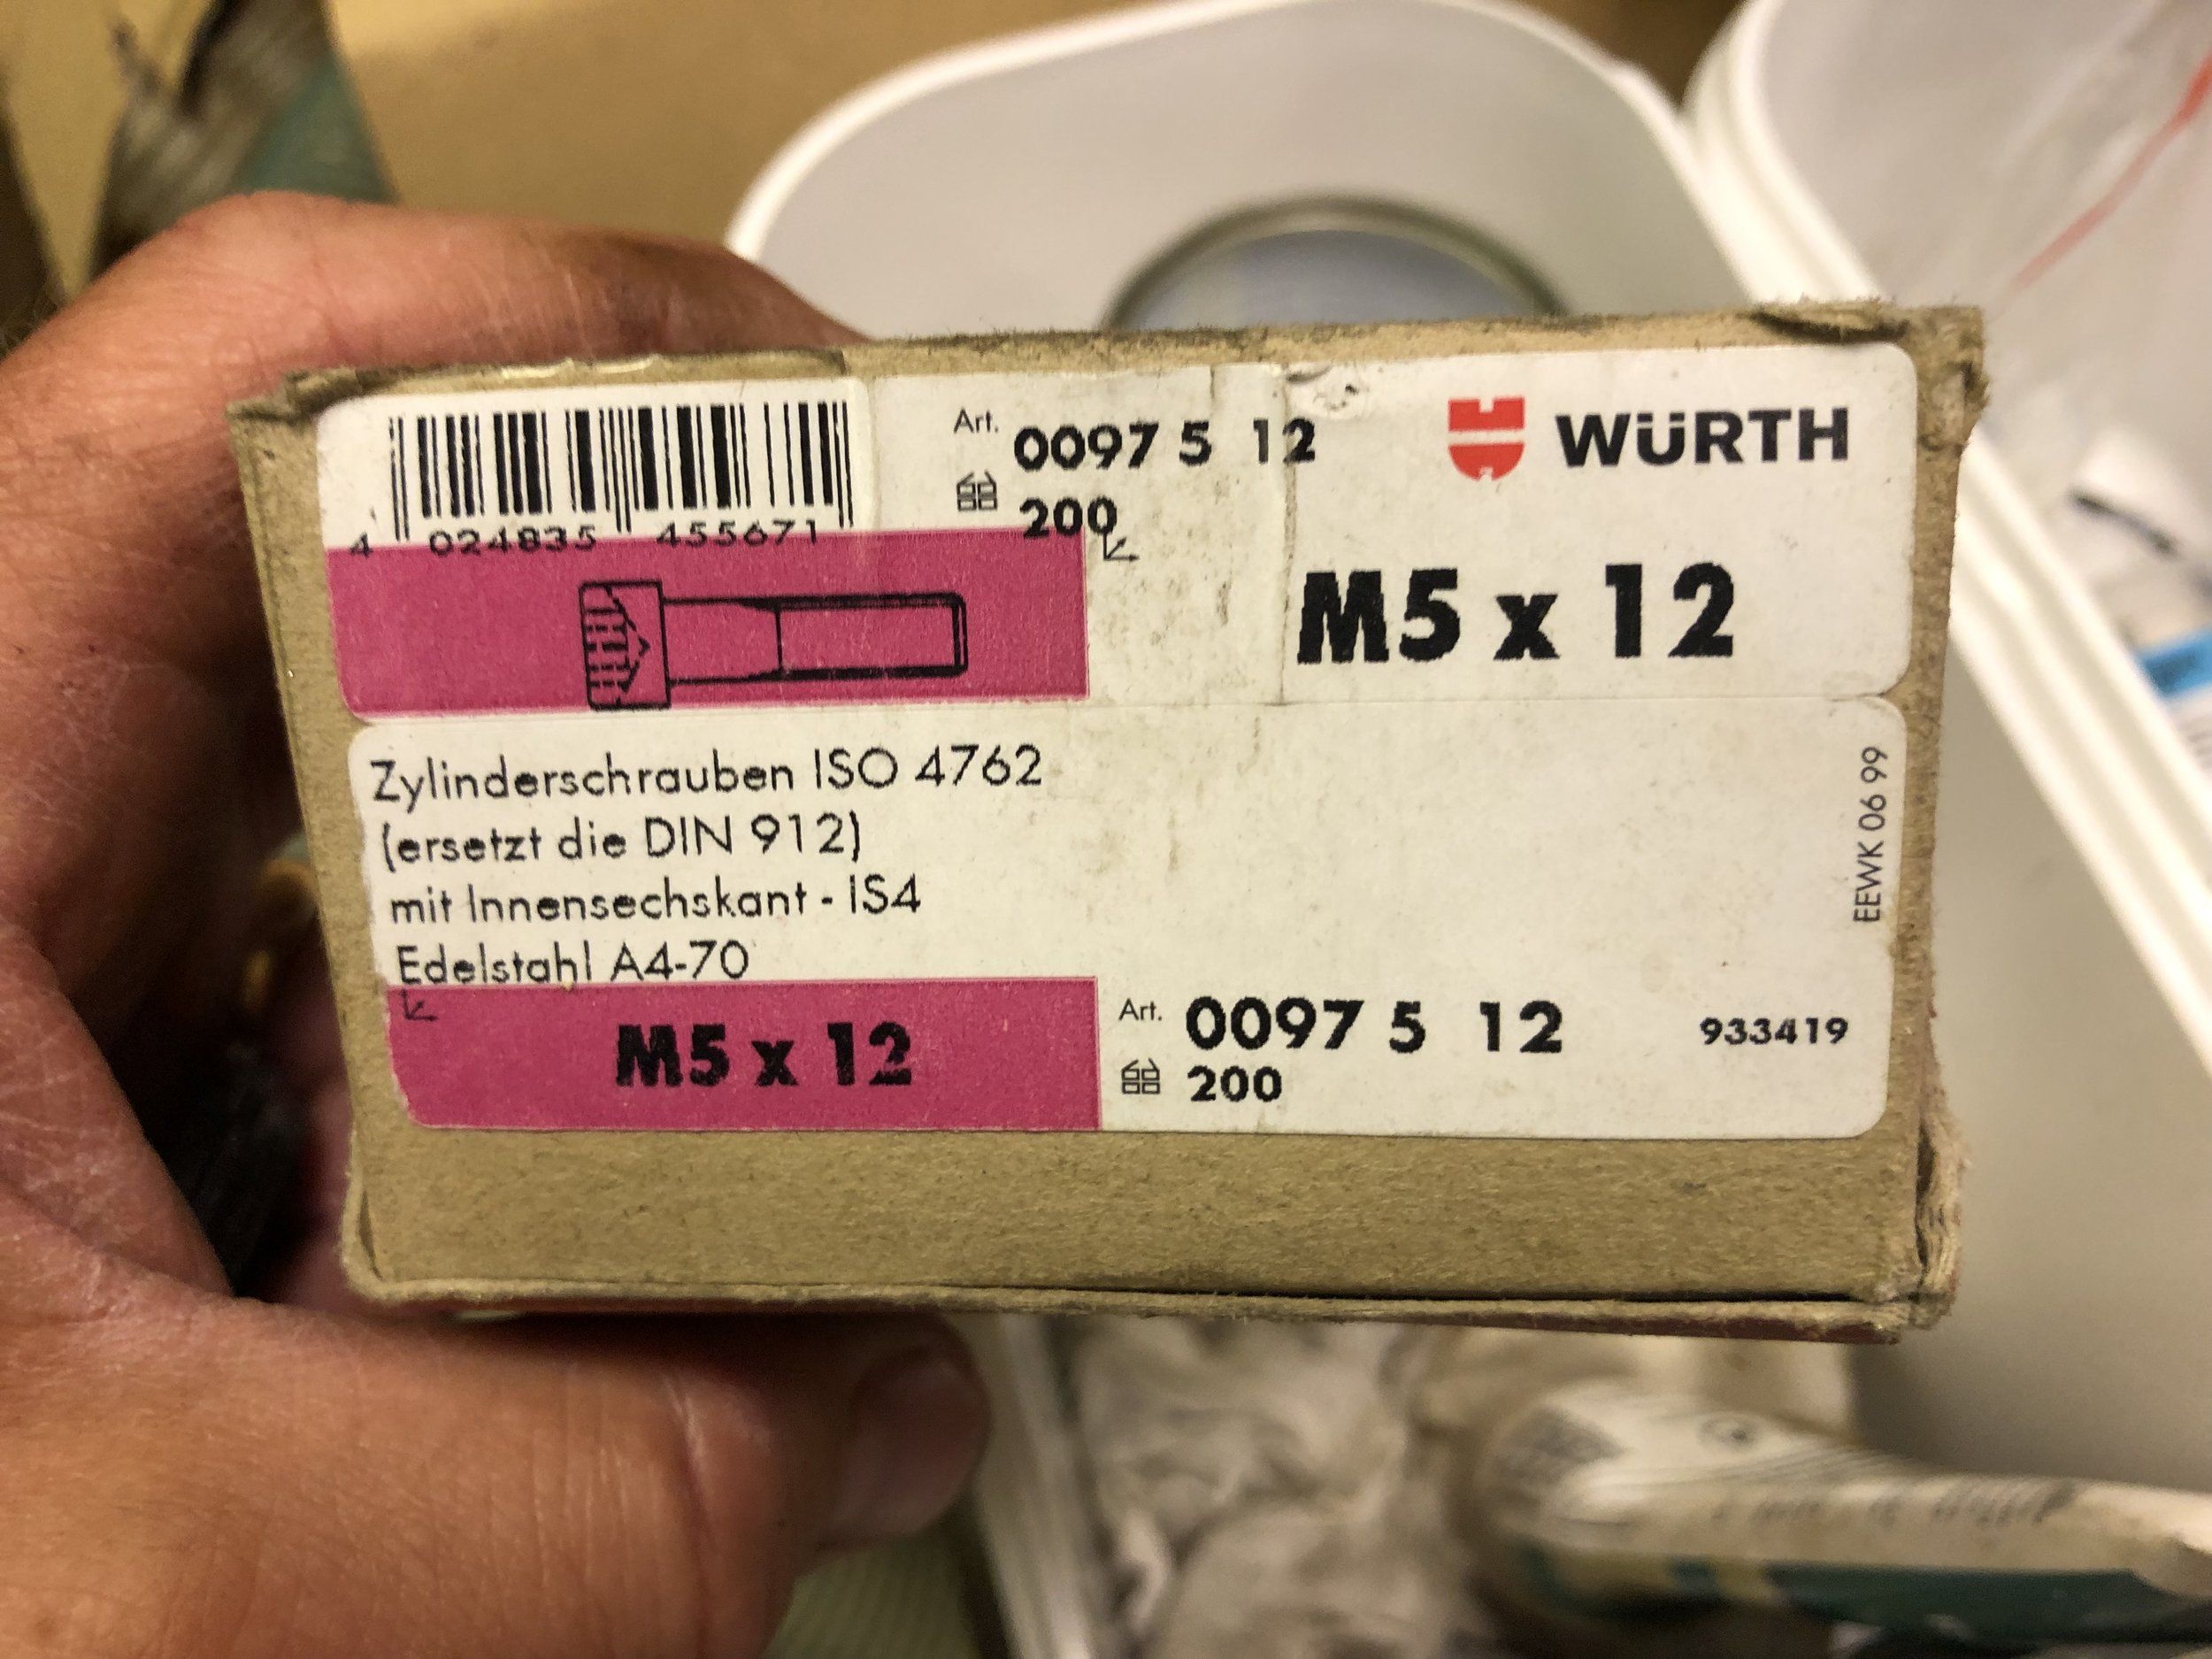 Art. 0097 5 12
WÜRTH
200
4 024835 455671
M5 x 12
Zylinderschrauben ISO 4762
(ersetzt die DIN 912)
mit Innensechskant - IS4
Edelstahl A4-70
EEWK 06 99
M5 x 12
Art. 0097 5 12
933419
200